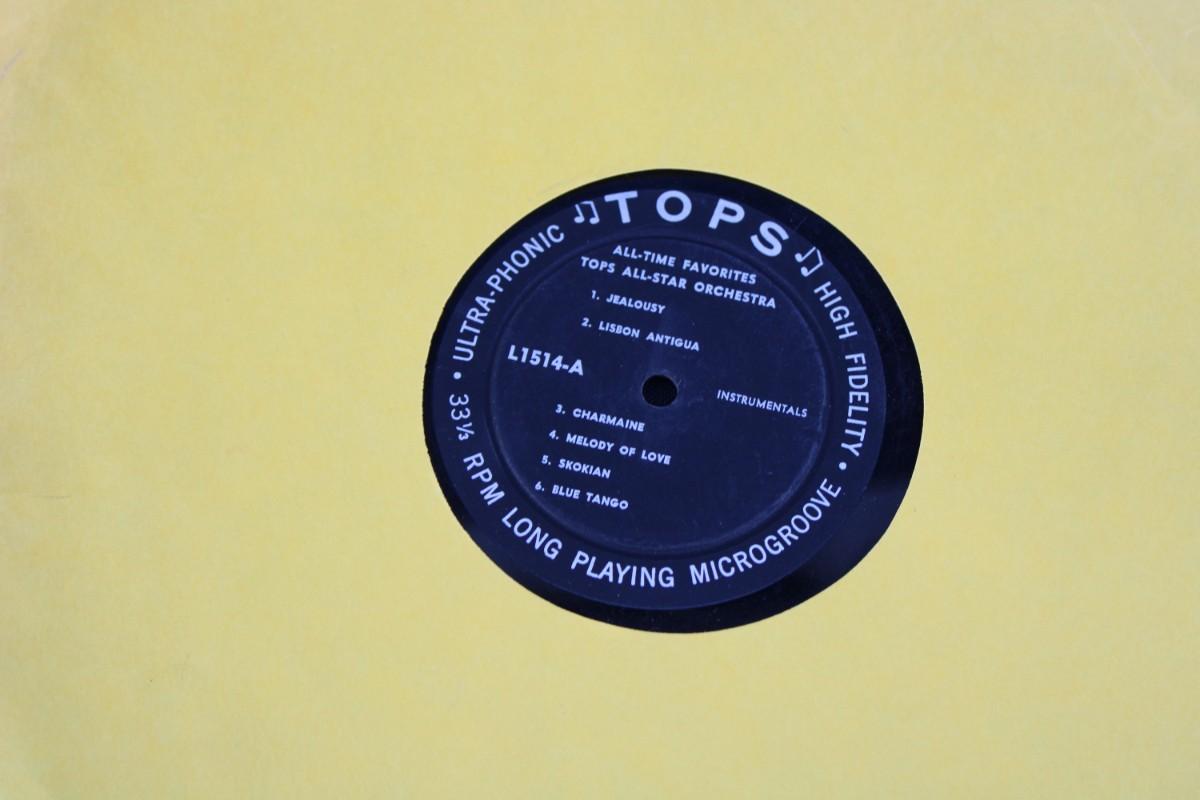 TOPS
ULTRA-PHONIC
HIGH FIDELITY •
ALL-TIME FAVORITES
TOPS ALL-STAR ORCHESTRA
1. JEALOUSY
2. LISBON ANTIGUA
L1514-A
INSTRUMENTALS
3. CHARMAINE
4. MELODY OF LOVE
5. SKOKIAN
6. BLUE TANGO
• 33⅓ RPM LONG PLAYING MICROGROOVE